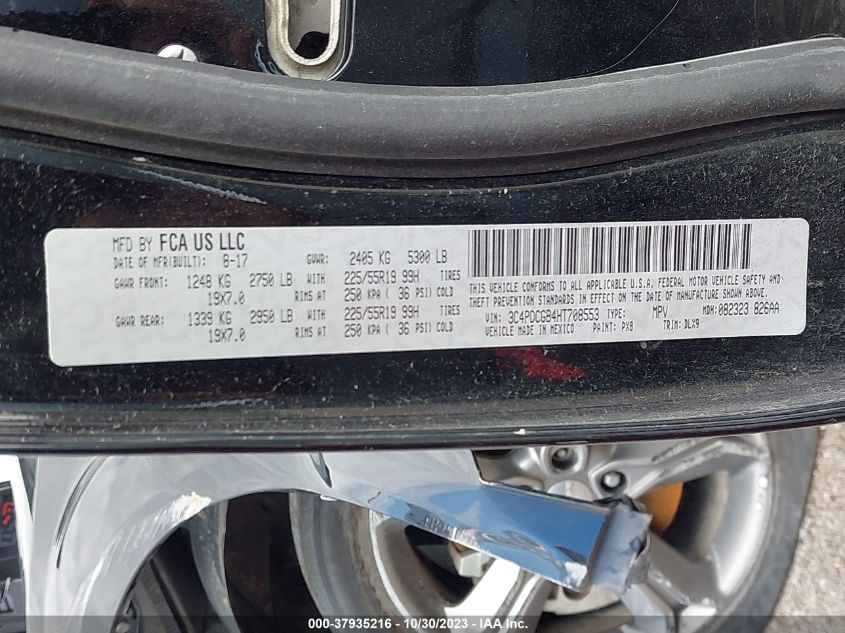 MFD BY FCA US LLC
DATE OF MFR(BUILT): 8-17 GVWR: 2405 KG 5300 LB
GAWR FRONT: 1248 KG 2750 LB WITH 225/55R19 99H TIRES
19X7.0 RIMS AT 250 KPA ( 36 PSI) COLD
GAWR REAR: 1339 KG 2950 LB WITH 225/55R19 99H TIRES
19X7.0 RIMS AT 250 KPA ( 36 PSI) COLD
THIS VEHICLE CONFORMS TO ALL APPLICABLE U.S.A. FEDERAL MOTOR VEHICLE SAFETY AND
THEFT PREVENTION STANDARDS IN EFFECT ON THE DATE OF MANUFACTURE SHOWN ABOVE.
VIN: 3C4PDCGB4HT708553 TYPE: MPV MDH: 082323 826AA
VEHICLE MADE IN MEXICO PAINT: PX8 TRIM: DLX9
000-37935216 - 10/30/2023 - IAA Inc.